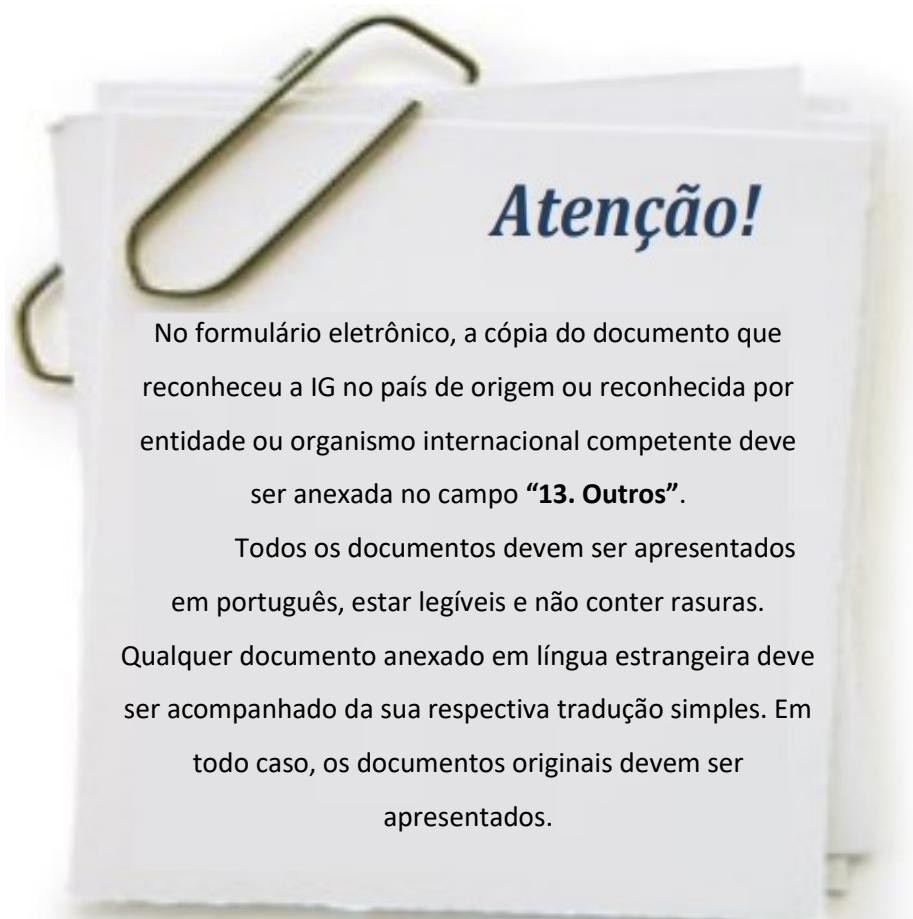 Atenção!
No formulário eletrônico, a cópia do documento que
reconheceu a IG no país de origem ou reconhecida por
entidade ou organismo internacional competente deve
ser anexada no campo “13. Outros”.
Todos os documentos devem ser apresentados
em português, estar legíveis e não conter rasuras.
Qualquer documento anexado em língua estrangeira deve
ser acompanhado da sua respectiva tradução simples. Em
todo caso, os documentos originais devem ser
apresentados.